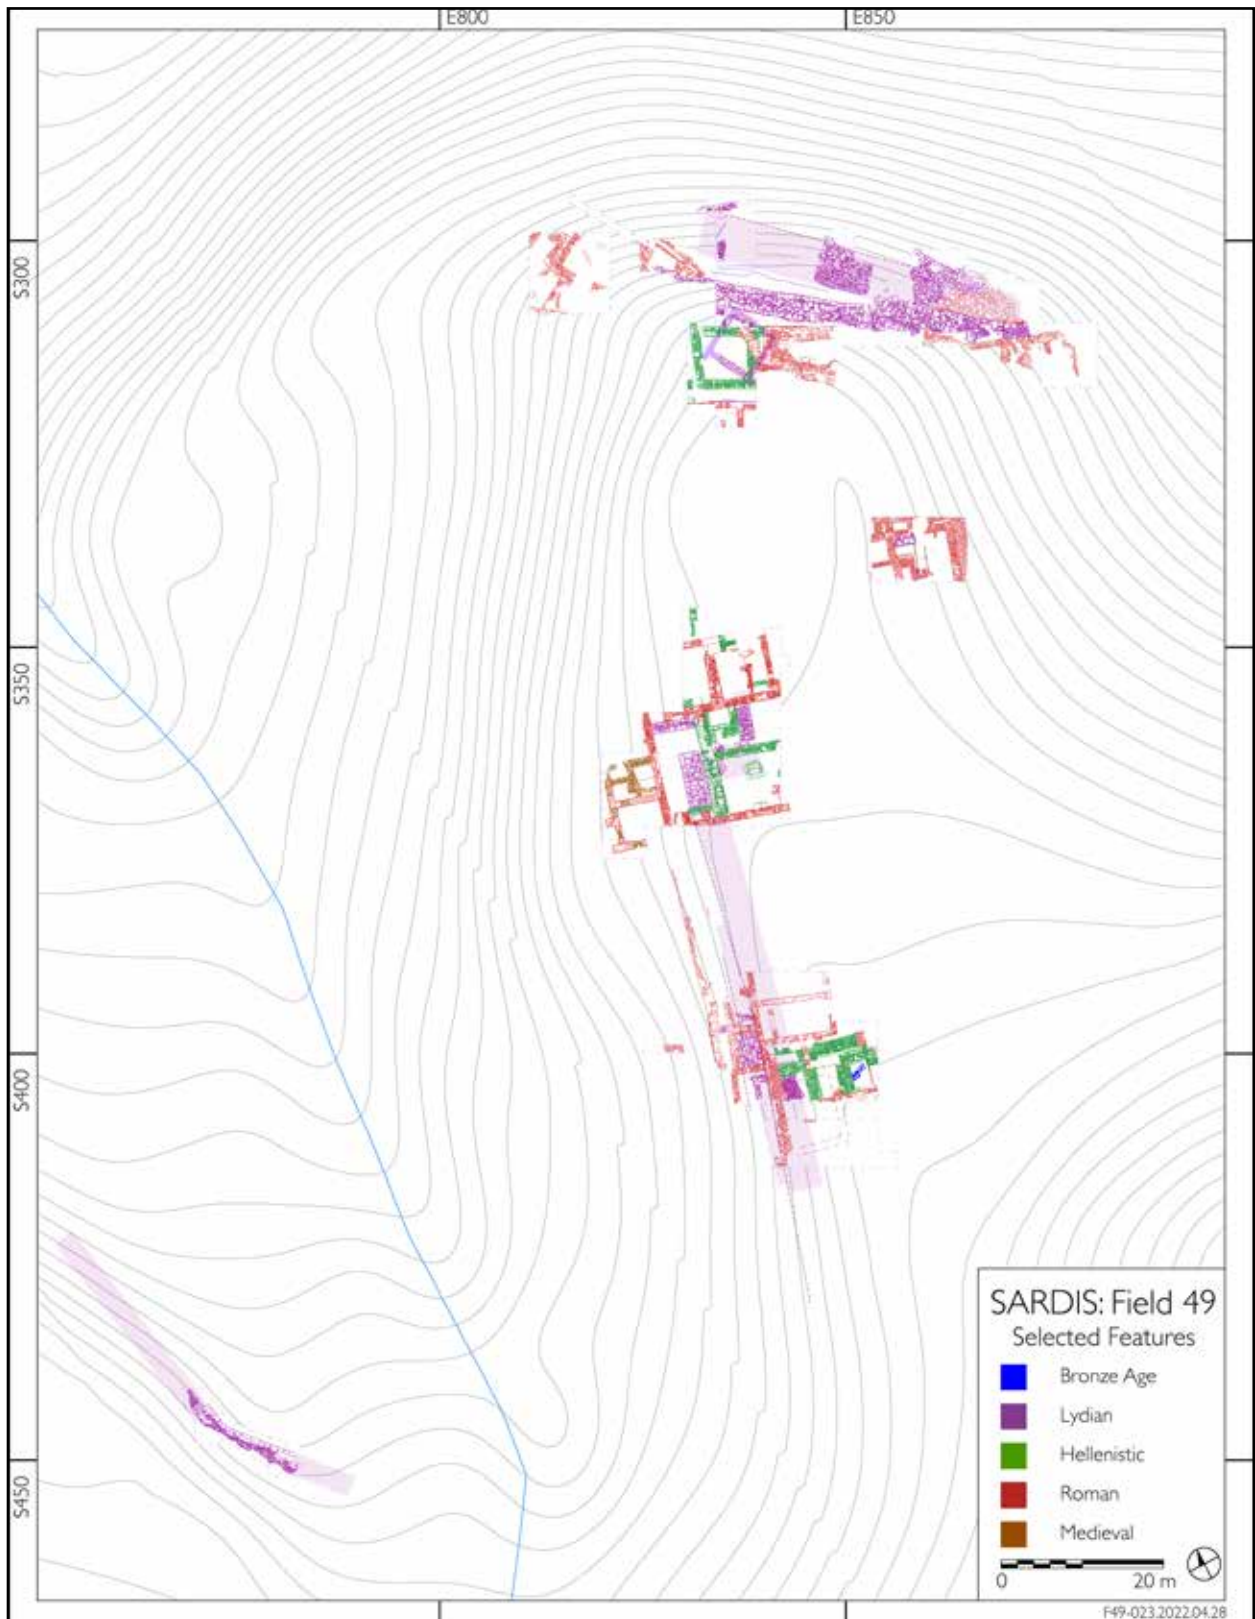 E800
E850
S300
S350
S400
S450
SARDIS: Field 49
Selected Features
Bronze Age
Lydian
Hellenistic
Roman
Medieval
0
20 m
F49-023.2022.04.28